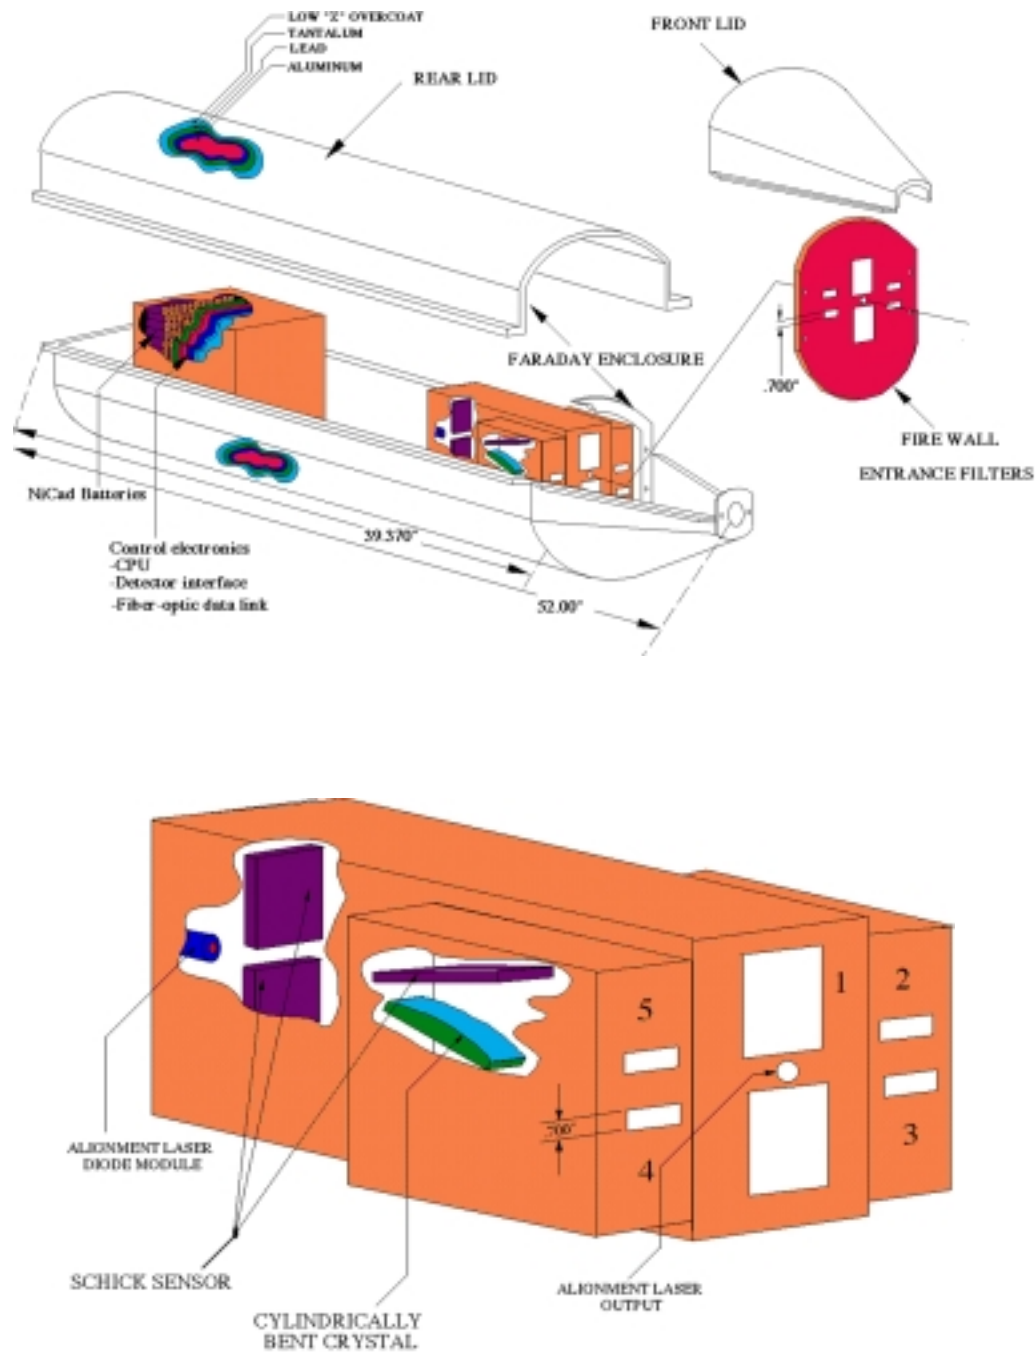 LOW "Z" OVERCOAT
TANTALUM
LEAD
ALUMINUM
REAR LID
FRONT LID
FARADAY ENCLOSURE
.700"
FIRE WALL
ENTRANCE FILTERS
NiCad Batteries
39.370"
Control electronics
-CPU
-Detector interface
-Fiber-optic data link
52.00"
1
2
5
.700"
3
4
ALIGNMENT LASER
DIODE MODULE
SCHICK SENSOR
ALIGNMENT LASER
OUTPUT
CYLINDRICALLY
BENT CRYSTAL